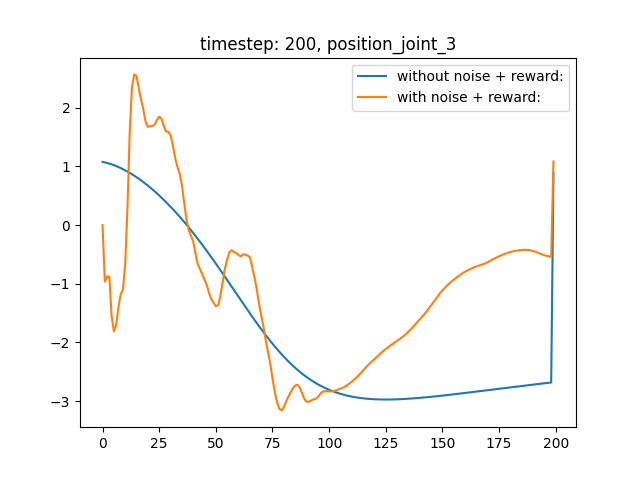 timestep: 200, position_joint_3
without noise + reward:
with noise + reward:
2
1
0
−1
−2
−3
0 25 50 75 100 125 150 175 200